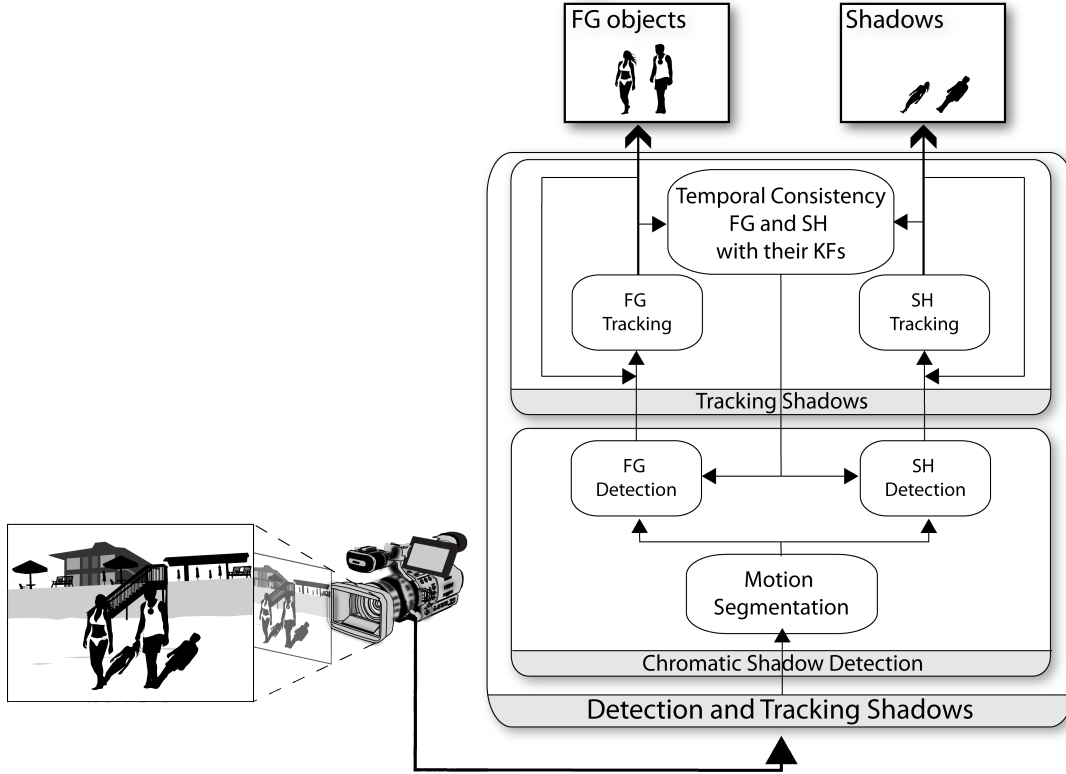 FG objects
Shadows
Temporal Consistency
FG and SH
with their KFs
FG
Tracking
SH
Tracking
Tracking Shadows
FG
Detection
SH
Detection
Motion
Segmentation
Chromatic Shadow Detection
Detection and Tracking Shadows